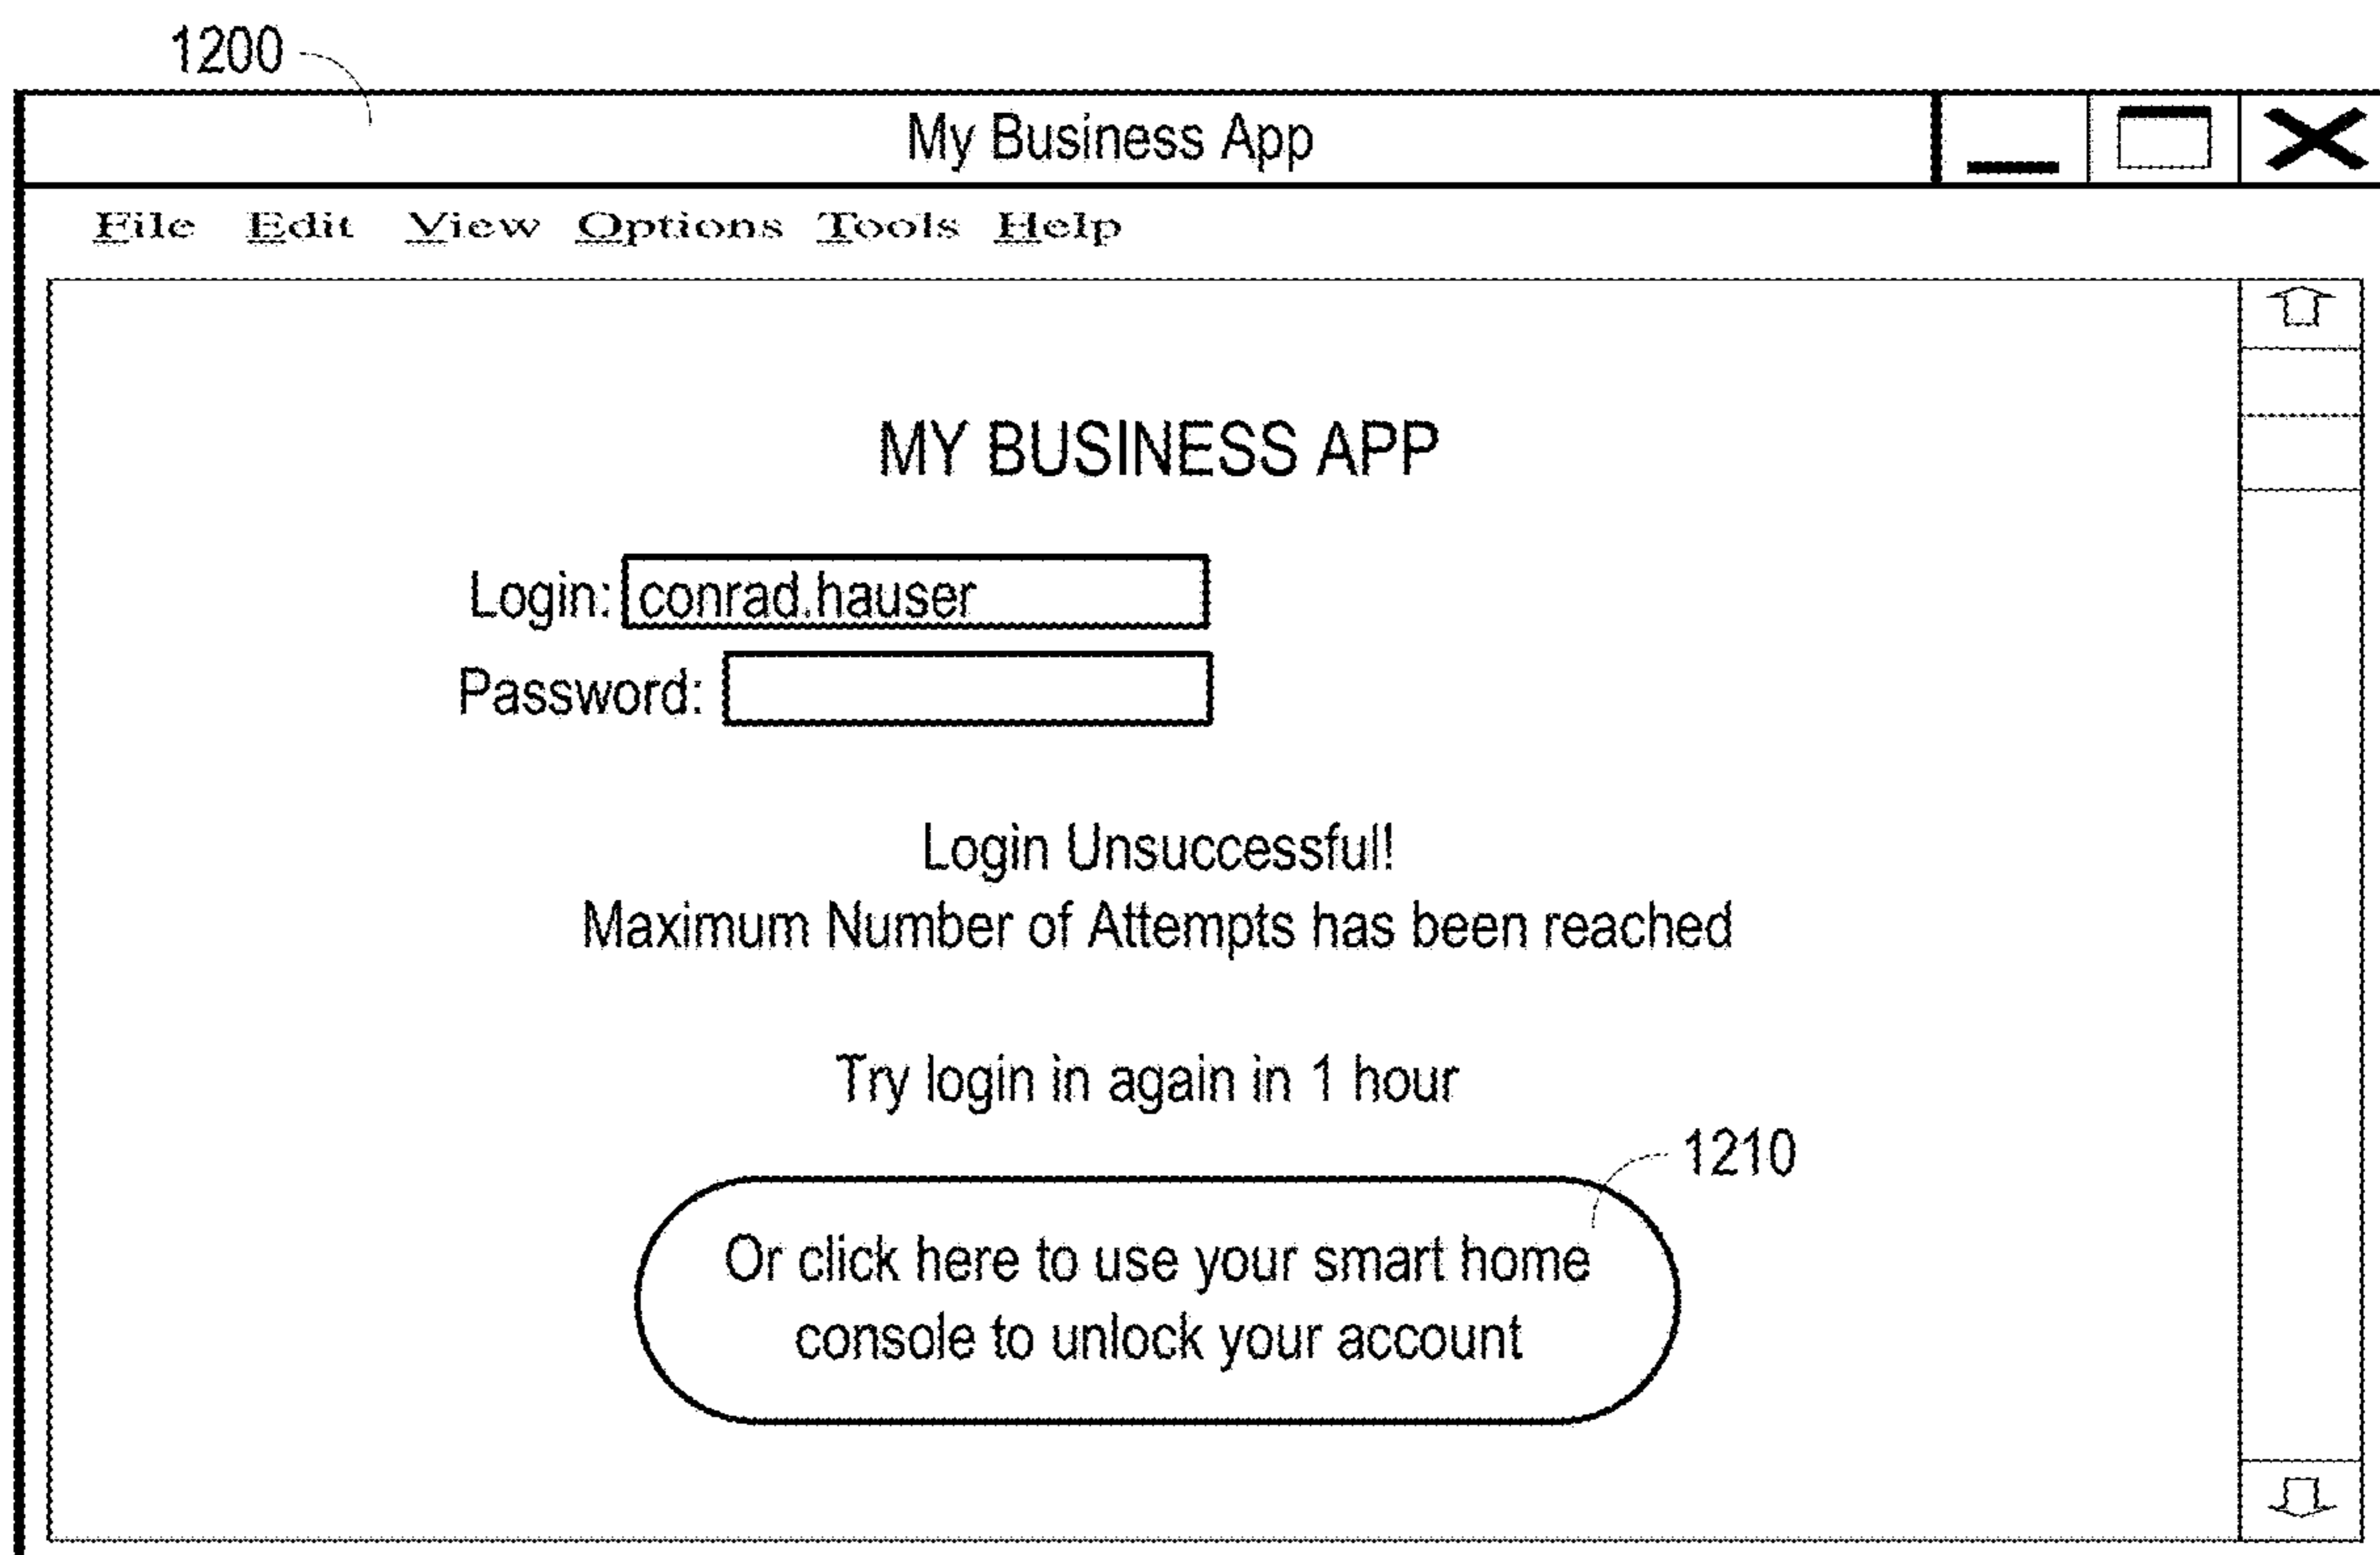 1200
My Business App
File Edit View Options Tools Help
MY BUSINESS APP
Login: conrad.hauser
Password:
Login Unsuccessful!
Maximum Number of Attempts has been reached
Try login in again in 1 hour
1210
Or click here to use your smart home
console to unlock your account